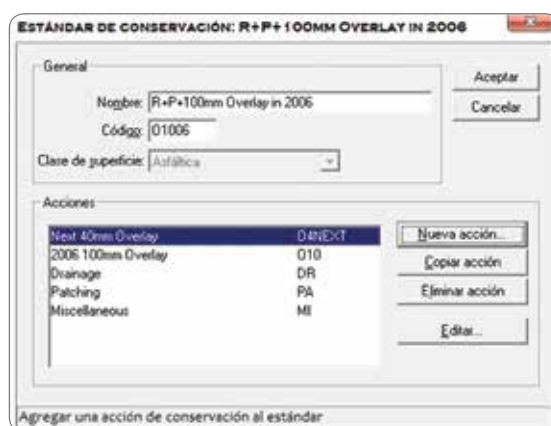 ESTÁNDAR DE CONSERVACIÓN: R+P+100MM OVERLAY IN 2006
General
Nombre: R+P+100mm Overlay in 2006
Código: O1006
Clase de superficie: Asfáltica
Aceptar
Cancelar
Acciones
Next 40mm Overlay O4NEXT
2006 100mm Overlay O10
Drainage DR
Patching PA
Miscellaneous MI
Nueva acción...
Copiar acción
Eliminar acción
Editar...
Agregar una acción de conservación al estándar